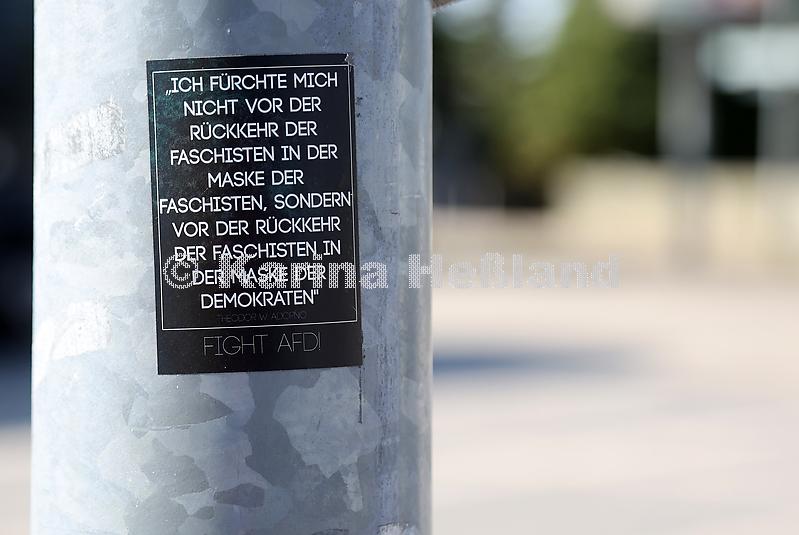 „ICH FÜRCHTE MICH
NICHT VOR DER
RÜCKKEHR DER
FASCHISTEN IN DER
MASKE DER
FASCHISTEN, SONDERN
VOR DER RÜCKKEHR
DER FASCHISTEN IN
DER MASKE DER
DEMOKRATEN"
THEODOR W. ADORNO
FIGHT AFD!
© Karina Heßland